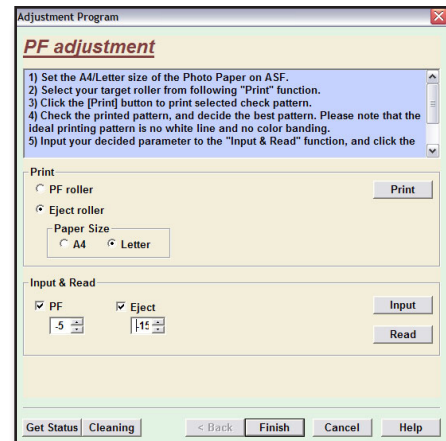 Adjustment Program
PF adjustment
1) Set the A4/Letter size of the Photo Paper on ASF.
2) Select your target roller from following "Print" function.
3) Click the [Print] button to print selected check pattern.
4) Check the printed pattern, and decide the best pattern. Please note that the
ideal printing pattern is no white line and no color banding.
5) Input your decided parameter to the "Input & Read" function, and click the
Print
PF roller
Print
Eject roller
Paper Size
A4 Letter
Input & Read
PF Eject
Input
-5 -15
Read
Get Status Cleaning < Back Finish Cancel Help